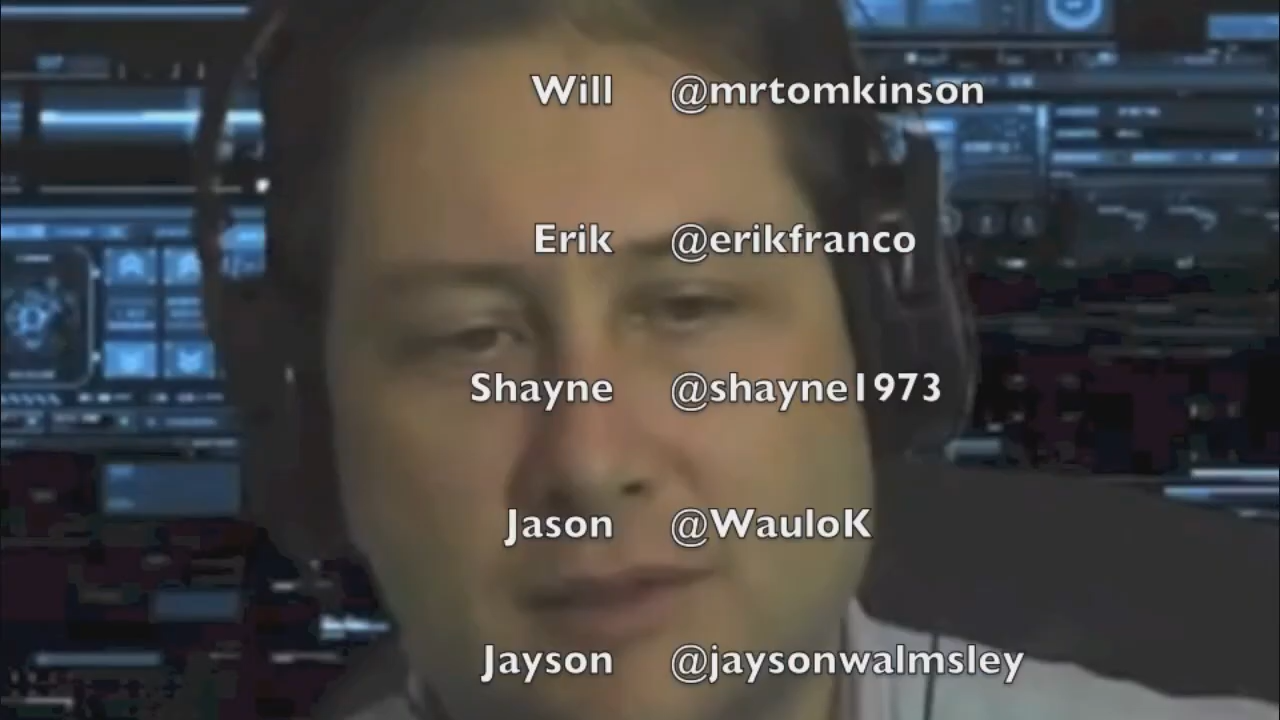 Will @mrtomkinson
Erik @erikfranco
Shayne @shayne1973
Jason @WauloK
Jayson @jaysonwalmsley